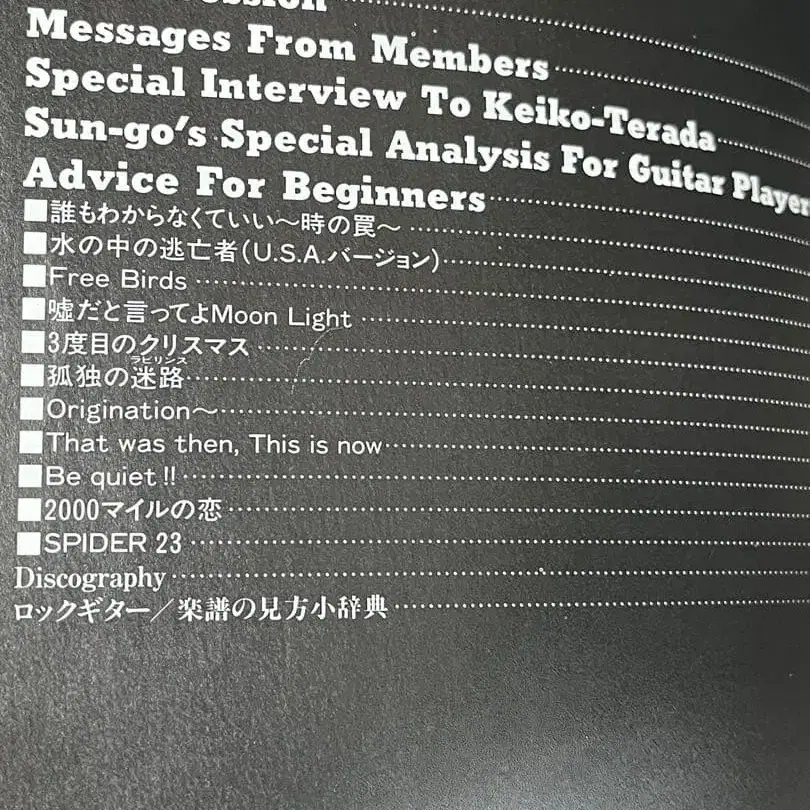 Messages From Members
Special Interview To Keiko-Terada
Sun-go's Special Analysis For Guitar Player
Advice For Beginners
■誰もわからなくていい〜時の罠〜
■水の中の逃亡者(U.S.A.バージョン)
■Free Birds
■嘘だと言ってよMoon Light
■3度目のクリスマス
ラビリンス
■孤独の迷路
■Origination〜
■That was then, This is now
■Be quiet!!
■2000マイルの恋
■SPIDER 23
Discography
ロックギター／楽譜の見方小辞典